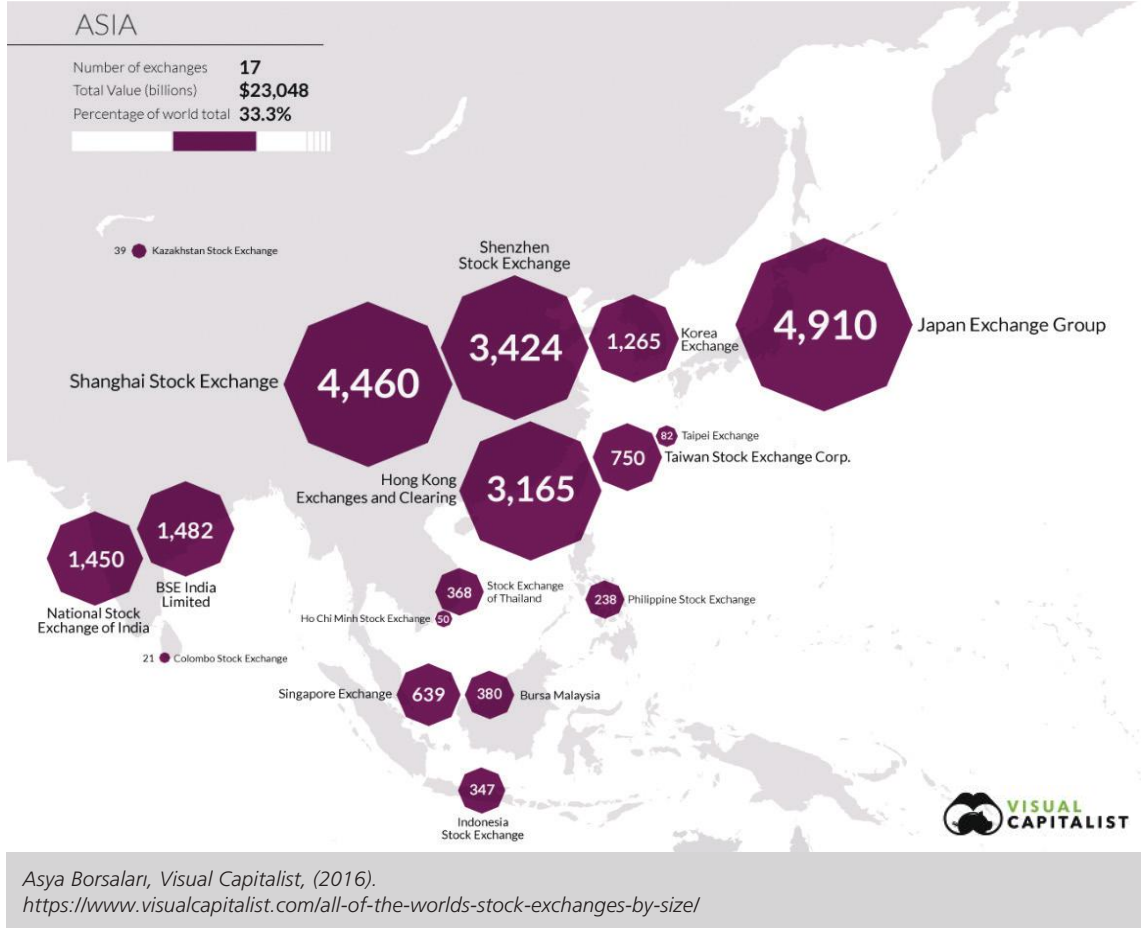 ASIA
Number of exchanges 17
Total Value (billions) $23,048
Percentage of world total 33.3%
39 Kazakhstan Stock Exchange
Shenzhen
Stock Exchange
3,424
1,265
Korea
Exchange
4,910
Japan Exchange Group
Shanghai Stock Exchange
4,460
82 Taipei Exchange
750
Taiwan Stock Exchange Corp.
Hong Kong
Exchanges and Clearing
3,165
1,482
BSE India
Limited
1,450
National Stock
Exchange of India
368
Stock Exchange
of Thailand
238 Philippine Stock Exchange
Ho Chi Minh Stock Exchange 50
21 Colombo Stock Exchange
Singapore Exchange 639
380 Bursa Malaysia
347
Indonesia
Stock Exchange
VISUAL
CAPITALIST
Asya Borsaları, Visual Capitalist, (2016).
https://www.visualcapitalist.com/all-of-the-worlds-stock-exchanges-by-size/